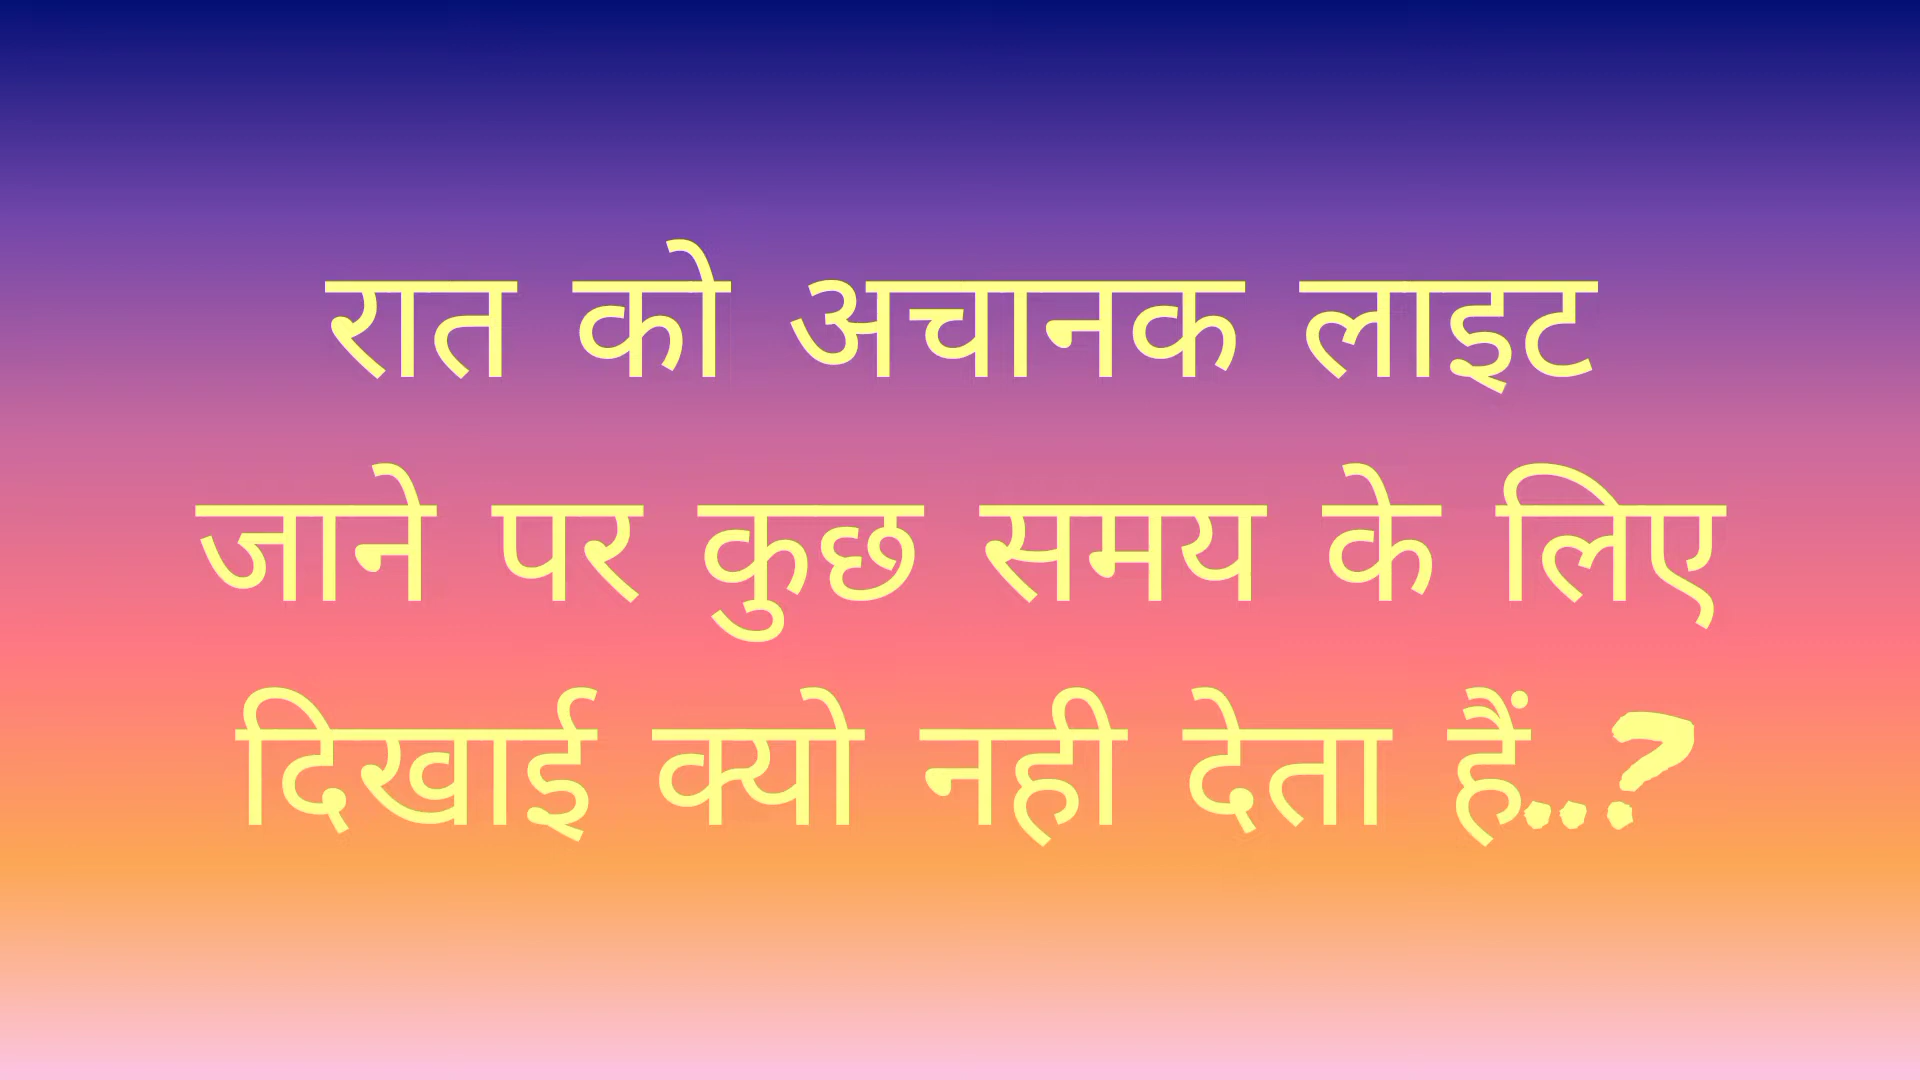 रात को अचानक लाइट
जाने पर कुछ समय के लिए
दिखाई क्यो नही देता हैं..?